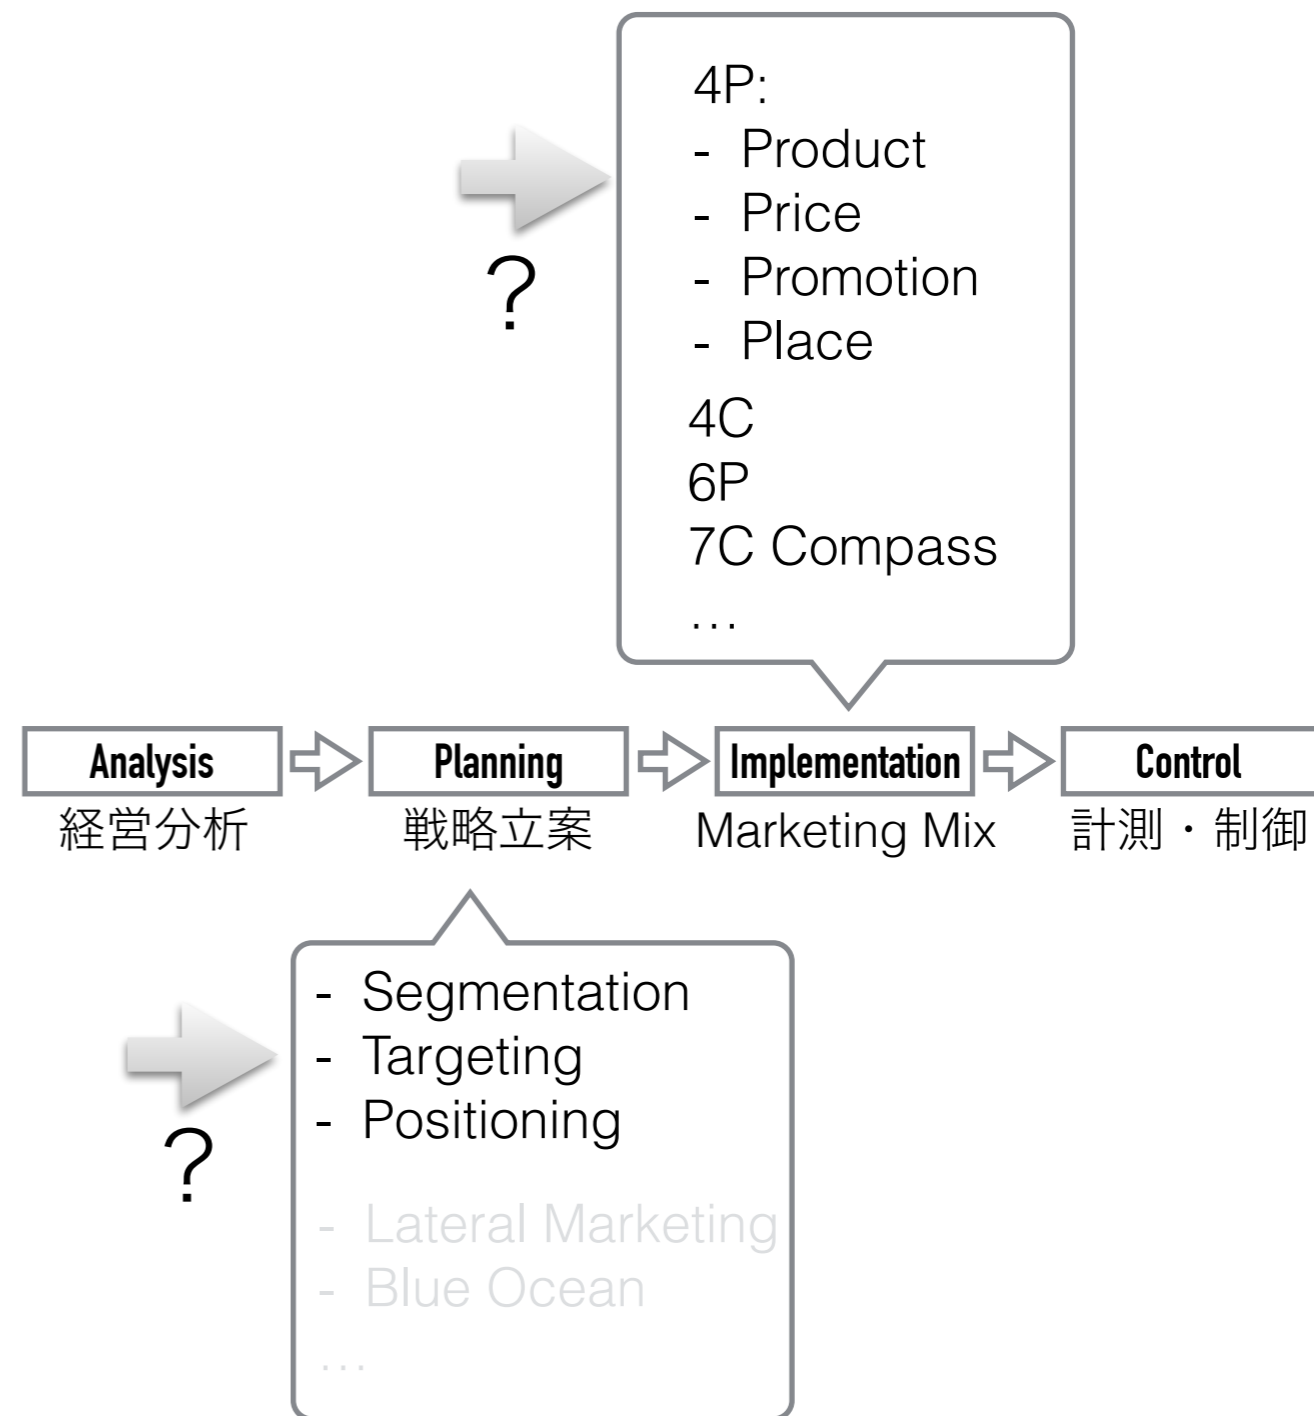 4P:
- Product
- Price
- Promotion
- Place
4C
6P
7C Compass
…
?
Analysis
Planning
Implementation
Control
経営分析
戦略立案
Marketing Mix
計測・制御
- Segmentation
- Targeting
- Positioning
- Lateral Marketing
- Blue Ocean
…
?